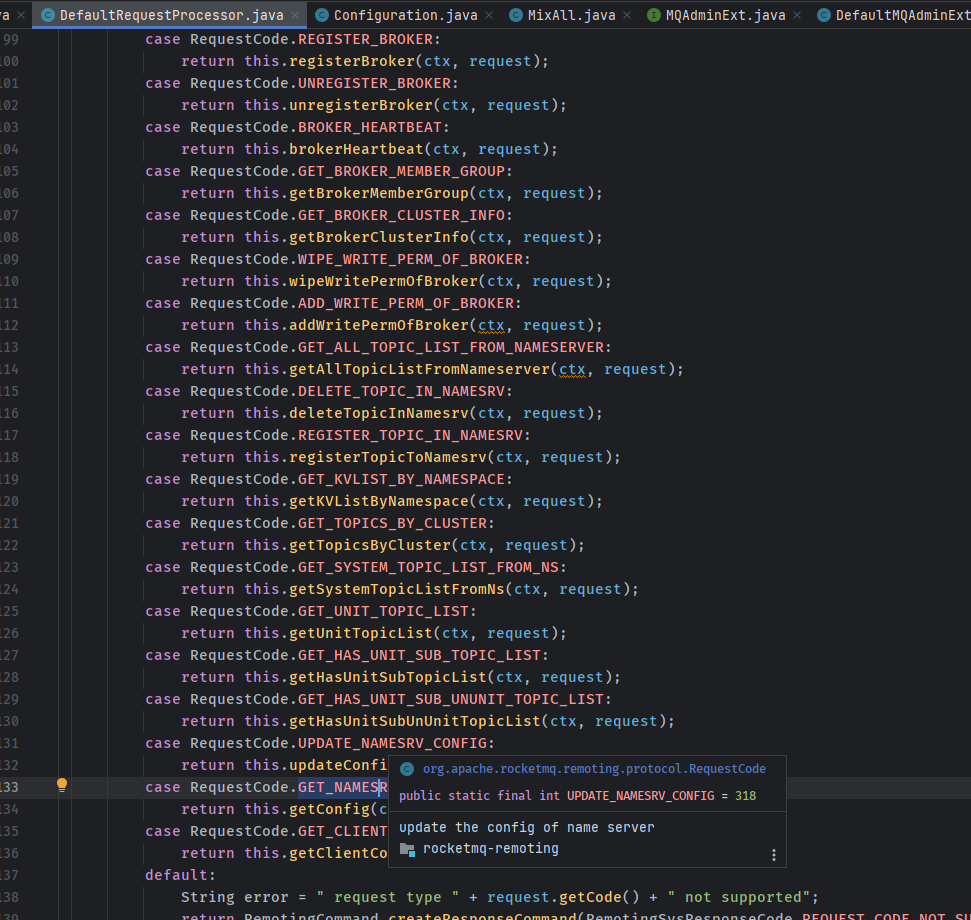 va DefaultRequestProcessor.java Configuration.java MixAll.java MQAdminExt.java DefaultMQAdminExt
99 case RequestCode.REGISTER_BROKER:
100 return this.registerBroker(ctx, request);
101 case RequestCode.UNREGISTER_BROKER:
102 return this.unregisterBroker(ctx, request);
103 case RequestCode.BROKER_HEARTBEAT:
104 return this.brokerHeartbeat(ctx, request);
105 case RequestCode.GET_BROKER_MEMBER_GROUP:
106 return this.getBrokerMemberGroup(ctx, request);
107 case RequestCode.GET_BROKER_CLUSTER_INFO:
108 return this.getBrokerClusterInfo(ctx, request);
109 case RequestCode.WIPE_WRITE_PERM_OF_BROKER:
110 return this.wipeWritePermOfBroker(ctx, request);
111 case RequestCode.ADD_WRITE_PERM_OF_BROKER:
112 return this.addWritePermOfBroker(ctx, request);
113 case RequestCode.GET_ALL_TOPIC_LIST_FROM_NAMESERVER:
114 return this.getAllTopicListFromNameserver(ctx, request);
115 case RequestCode.DELETE_TOPIC_IN_NAMESRV:
116 return this.deleteTopicInNamesrv(ctx, request);
117 case RequestCode.REGISTER_TOPIC_IN_NAMESRV:
118 return this.registerTopicToNamesrv(ctx, request);
119 case RequestCode.GET_KVLIST_BY_NAMESPACE:
120 return this.getKVListByNamespace(ctx, request);
121 case RequestCode.GET_TOPICS_BY_CLUSTER:
122 return this.getTopicsByCluster(ctx, request);
123 case RequestCode.GET_SYSTEM_TOPIC_LIST_FROM_NS:
124 return this.getSystemTopicListFromNs(ctx, request);
125 case RequestCode.GET_UNIT_TOPIC_LIST:
126 return this.getUnitTopicList(ctx, request);
127 case RequestCode.GET_HAS_UNIT_SUB_TOPIC_LIST:
128 return this.getHasUnitSubTopicList(ctx, request);
129 case RequestCode.GET_HAS_UNIT_SUB_UNUNIT_TOPIC_LIST:
130 return this.getHasUnitSubUnUnitTopicList(ctx, request);
131 case RequestCode.UPDATE_NAMESRV_CONFIG:
132 return this.updateConfi
org.apache.rocketmq.remoting.protocol.RequestCode
133 case RequestCode.GET_NAMESR
public static final int UPDATE_NAMESRV_CONFIG = 318
134 return this.getConfig(c
135 case RequestCode.GET_CLIENT
update the config of name server
136 return this.getClientCo
rocketmq-remoting
137 default:
138 String error = " request type " + request.getCode() + " not supported";
139 return RemotingCommand.createResponseCommand(RemotingSysResponseCode.REQUEST_CODE_NOT_SU